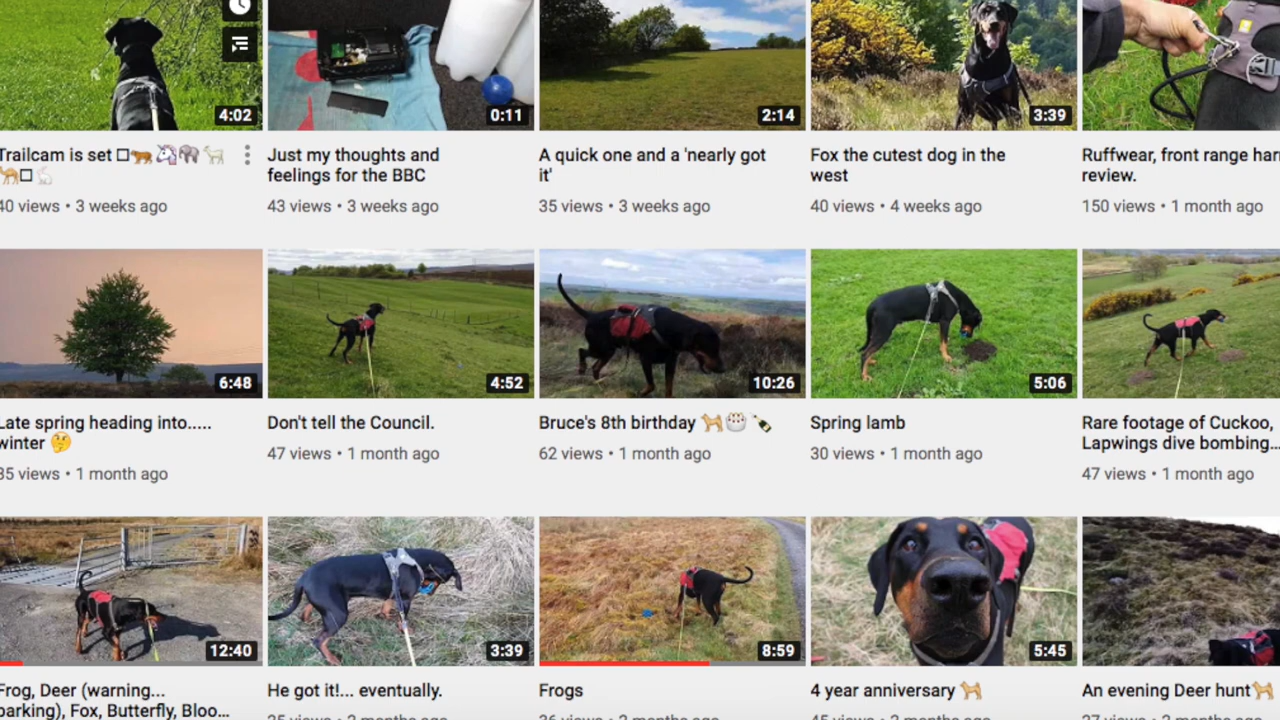 4:02
0:11
2:14
3:39
Trailcam is set
Just my thoughts and
feelings for the BBC
A quick one and a 'nearly got
it'
Fox the cutest dog in the
west
Ruffwear, front range har
review.
40 views • 3 weeks ago
43 views • 3 weeks ago
35 views • 3 weeks ago
40 views • 4 weeks ago
150 views • 1 month ago
6:48
4:52
10:26
5:06
Late spring heading into.....
winter 🤔
Don't tell the Council.
Bruce's 8th birthday 🐕🎂🍾
Spring lamb
Rare footage of Cuckoo,
Lapwings dive bombing...
35 views • 1 month ago
47 views • 1 month ago
62 views • 1 month ago
30 views • 1 month ago
47 views • 1 month ago
12:40
3:39
8:59
5:45
Frog, Deer (warning...
barking), Fox, Butterfly, Bloo...
He got it!... eventually.
Frogs
4 year anniversary 🐕
An evening Deer hunt🐕